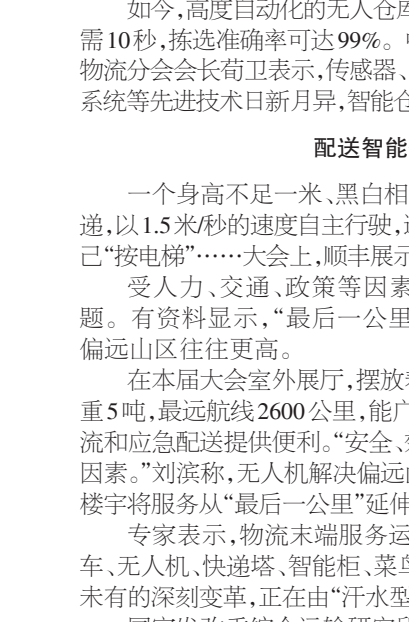 如今,高度自动化的无人仓库
需10秒,拣选准确率可达99%。
物流分会会长荀卫表示,传感器、
系统等先进技术日新月异,智能仓
配送智能
一个身高不足一米、黑白相
递,以1.5米/秒的速度自主行驶,
己“按电梯”……大会上,顺丰展示
受人力、交通、政策等因素
题。有资料显示,“最后一公里
偏远山区往往更高。
在本届大会室外展厅,摆放着
重5吨,最远航线2600公里,能广
流和应急配送提供便利。“安全、
因素。”刘滨称,无人机解决偏远
楼宇将服务从“最后一公里”延伸
专家表示,物流末端服务运
车、无人机、快递塔、智能柜、菜鸟
未有的深刻变革,正在由“汗水型